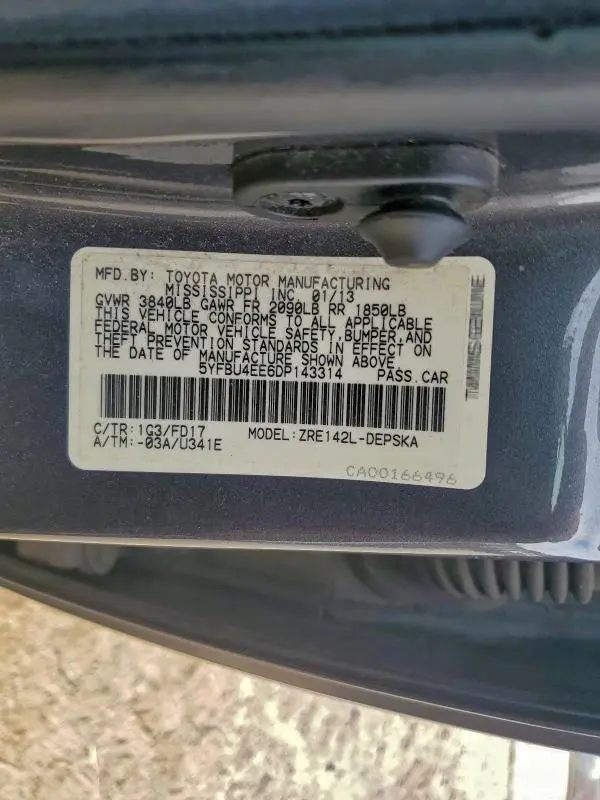 MFD.BY: TOYOTA MOTOR MANUFACTURING
MISSISSIPPI, INC. 01/13
GVWR 3840LB GAWR FR 2090LB RR 1850LB
THIS VEHICLE CONFORMS TO ALL APPLICABLE
FEDERAL MOTOR VEHICLE SAFETY, BUMPER, AND
THEFT PREVENTION STANDARDS IN EFFECT ON
THE DATE OF MANUFACTURE SHOWN ABOVE.
5YFBU4EE6DP143314 PASS.CAR
C/TR: 1G3/FD17 MODEL: ZRE142L-DEPSKA
A/TM: -03A/U341E
CA00166496